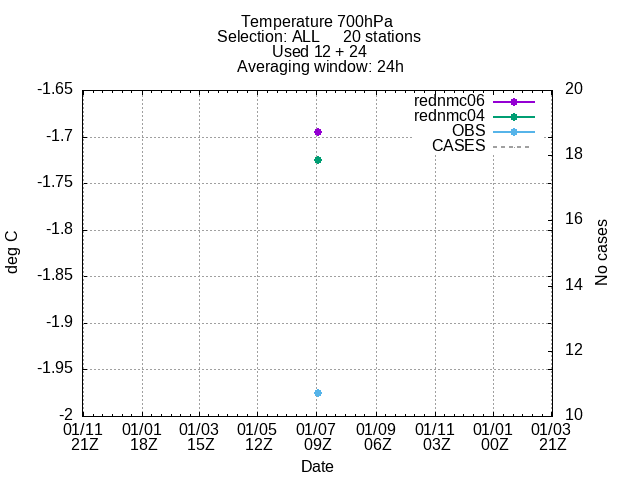 Temperature 700hPa
Selection: ALL 20 stations
Used 12 + 24
Averaging window: 24h
-1.65
20
rednmc06
rednmc04
-1.7
OBS
CASES
18
-1.75
-1.8
16
deg C
No cases
-1.85
14
-1.9
12
-1.95
-2
10
01/11 01/01 01/03 01/05 01/07 01/09 01/11 01/01 01/03
21Z 18Z 15Z 12Z 09Z 06Z 03Z 00Z 21Z
Date